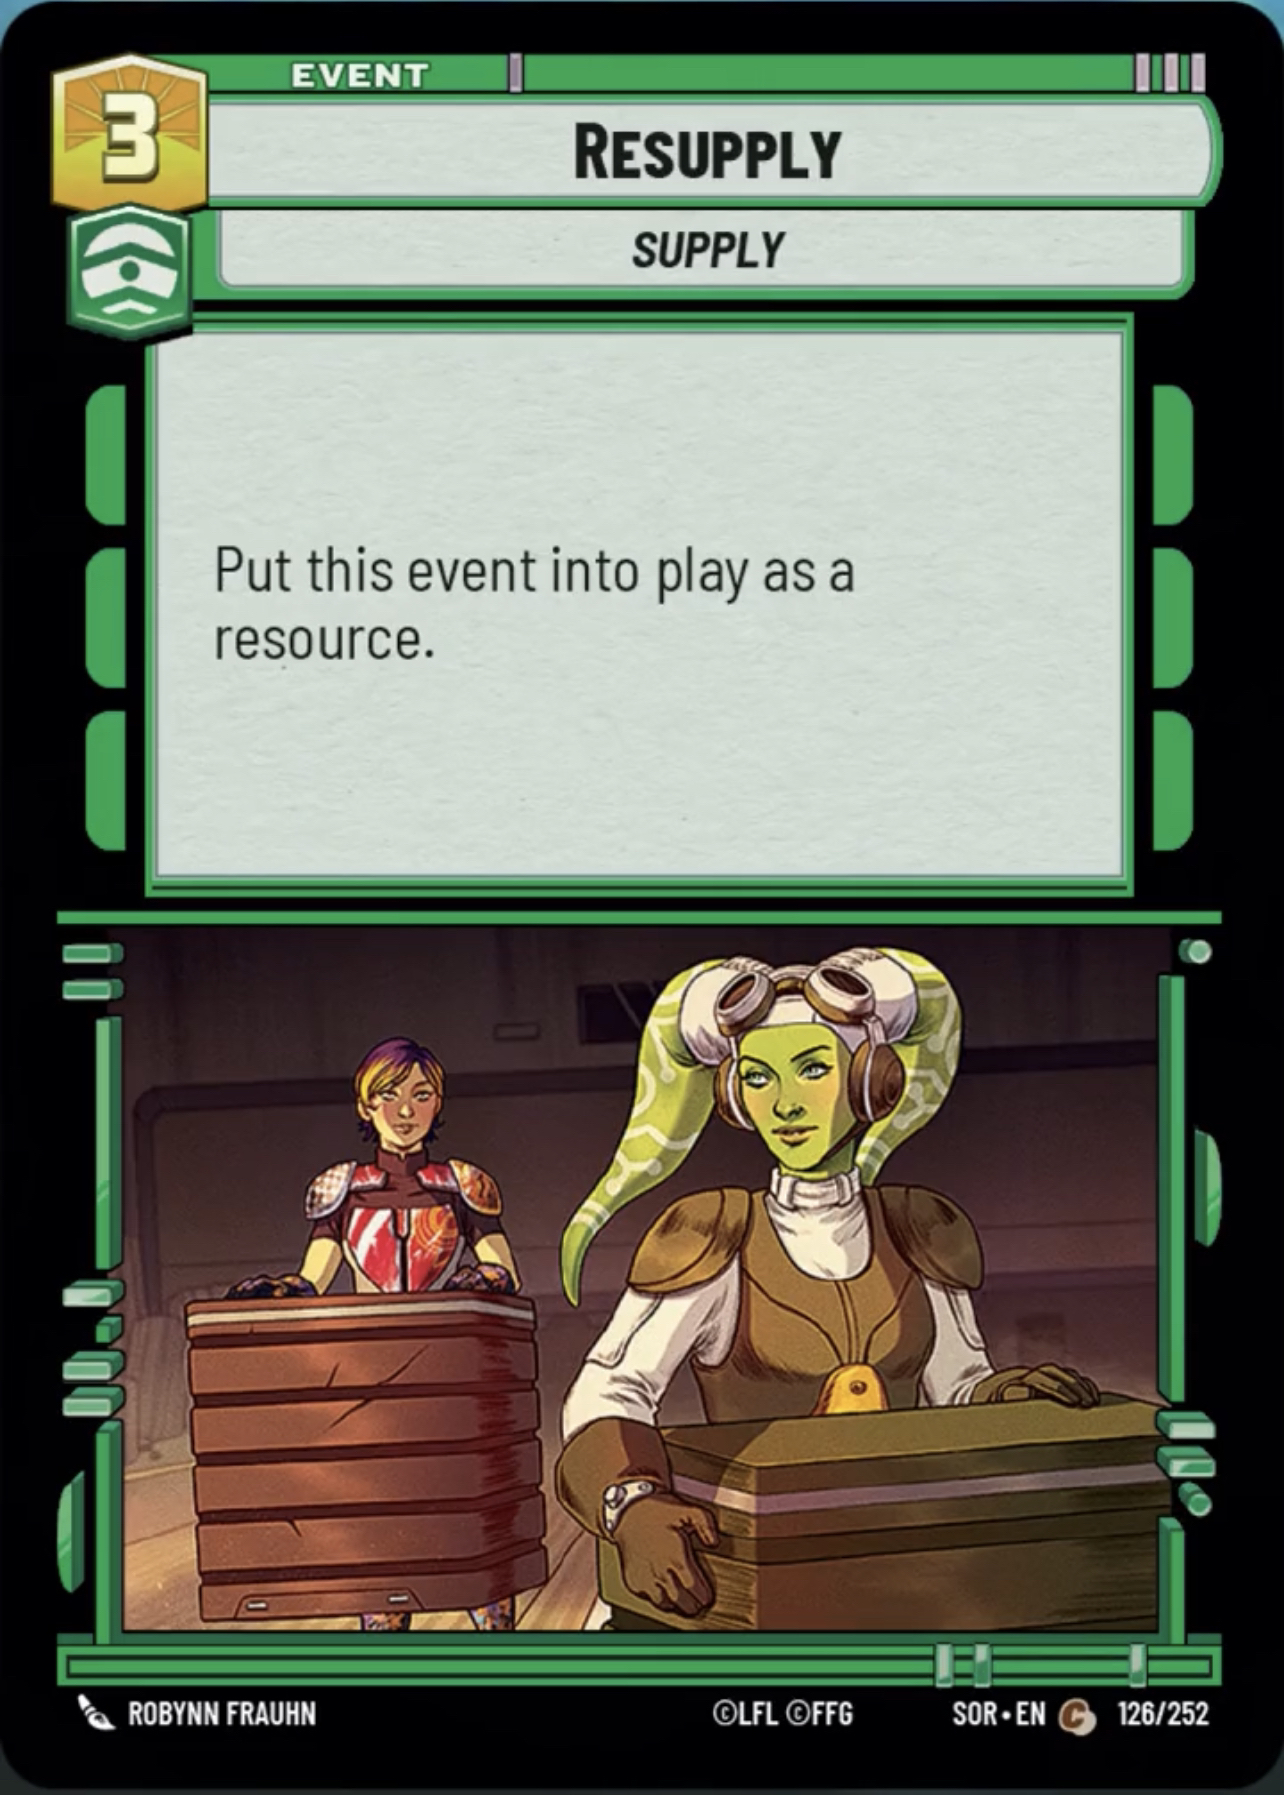 EVENT
3
RESUPPLY
SUPPLY
Put this event into play as a
resource.
ROBYNN FRAUHN
©LFL ©FFG
SOR • EN C 126/252